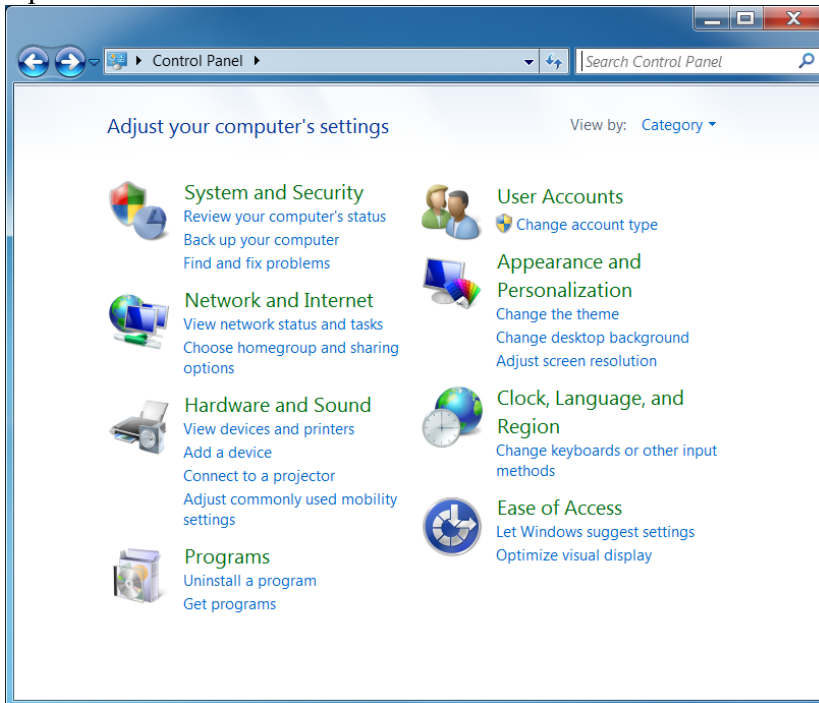 Control Panel
Search Control Panel
Adjust your computer's settings
View by: Category
System and Security
Review your computer's status
Back up your computer
Find and fix problems
Network and Internet
View network status and tasks
Choose homegroup and sharing
options
Hardware and Sound
View devices and printers
Add a device
Connect to a projector
Adjust commonly used mobility
settings
Programs
Uninstall a program
Get programs
User Accounts
Change account type
Appearance and
Personalization
Change the theme
Change desktop background
Adjust screen resolution
Clock, Language, and
Region
Change keyboards or other input
methods
Ease of Access
Let Windows suggest settings
Optimize visual display